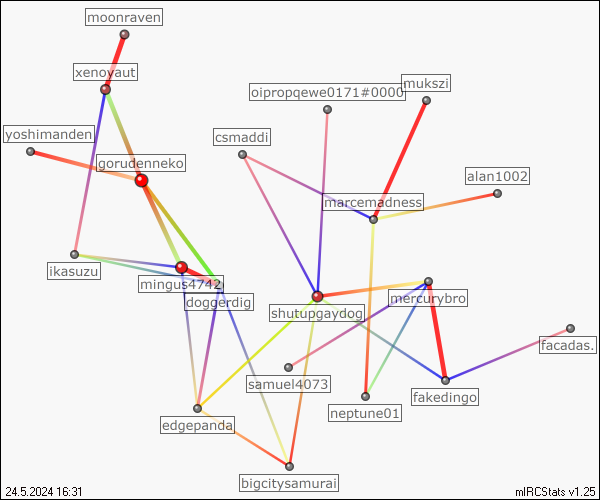 moonraven
xenoyaut
oipropqewe0171#0000
mukszi
yoshimanden
csmaddi
gorudenneko
alan1002
marcemadness
ikasuzu
mingus4742
doggerdig
mercurybro
shutupgaydog
facadas.
samuel4073
fakedingo
neptune01
edgepanda
bigcitysamurai
24.5.2024 16:31
mIRCStats v1.25